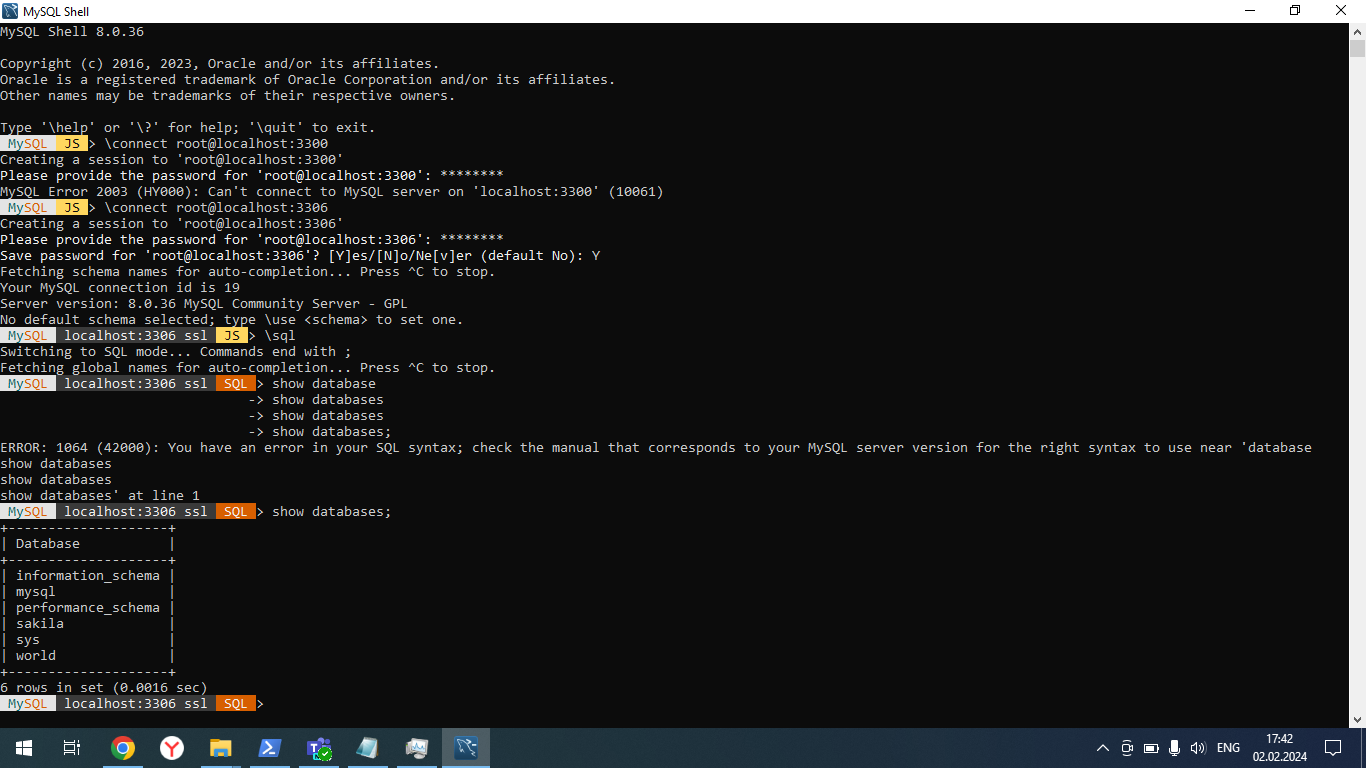 MySQL Shell
MySQL Shell 8.0.36
Copyright (c) 2016, 2023, Oracle and/or its affiliates.
Oracle is a registered trademark of Oracle Corporation and/or its affiliates.
Other names may be trademarks of their respective owners.
Type '\help' or '\?' for help; '\quit' to exit.
MySQL JS > \connect root@localhost:3300
Creating a session to 'root@localhost:3300'
Please provide the password for 'root@localhost:3300': ********
MySQL Error 2003 (HY000): Can't connect to MySQL server on 'localhost:3300' (10061)
MySQL JS > \connect root@localhost:3306
Creating a session to 'root@localhost:3306'
Please provide the password for 'root@localhost:3306': ********
Save password for 'root@localhost:3306'? [Y]es/[N]o/Ne[v]er (default No): Y
Fetching schema names for auto-completion... Press ^C to stop.
Your MySQL connection id is 19
Server version: 8.0.36 MySQL Community Server - GPL
No default schema selected; type \use <schema> to set one.
MySQL localhost:3306 ssl JS > \sql
Switching to SQL mode... Commands end with ;
Fetching global names for auto-completion... Press ^C to stop.
MySQL localhost:3306 ssl SQL > show database
-> show databases
-> show databases
-> show databases;
ERROR: 1064 (42000): You have an error in your SQL syntax; check the manual that corresponds to your MySQL server version for the right syntax to use near 'database
show databases
show databases
show databases' at line 1
MySQL localhost:3306 ssl SQL > show databases;
+--------------------+
| Database           |
+--------------------+
| information_schema |
| mysql              |
| performance_schema |
| sakila             |
| sys                |
| world              |
+--------------------+
6 rows in set (0.0016 sec)
MySQL localhost:3306 ssl SQL >
ENG
17:42
02.02.2024